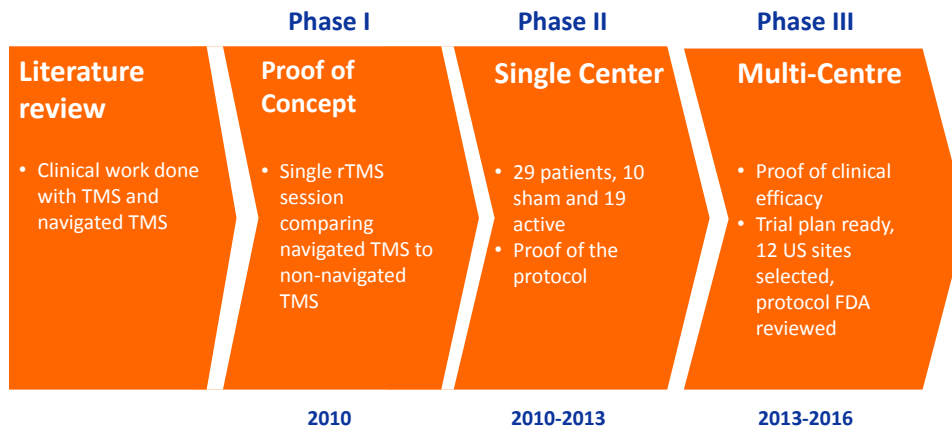 Phase I
Phase II
Phase III
Literature
review
• Clinical work done
with TMS and
navigated TMS
Proof of
Concept
• Single rTMS
session
comparing
navigated TMS to
non-navigated
TMS
Single Center
• 29 patients, 10
sham and 19
active
• Proof of the
protocol
Multi-Centre
• Proof of clinical
efficacy
• Trial plan ready,
12 US sites
selected,
protocol FDA
reviewed
2010
2010-2013
2013-2016